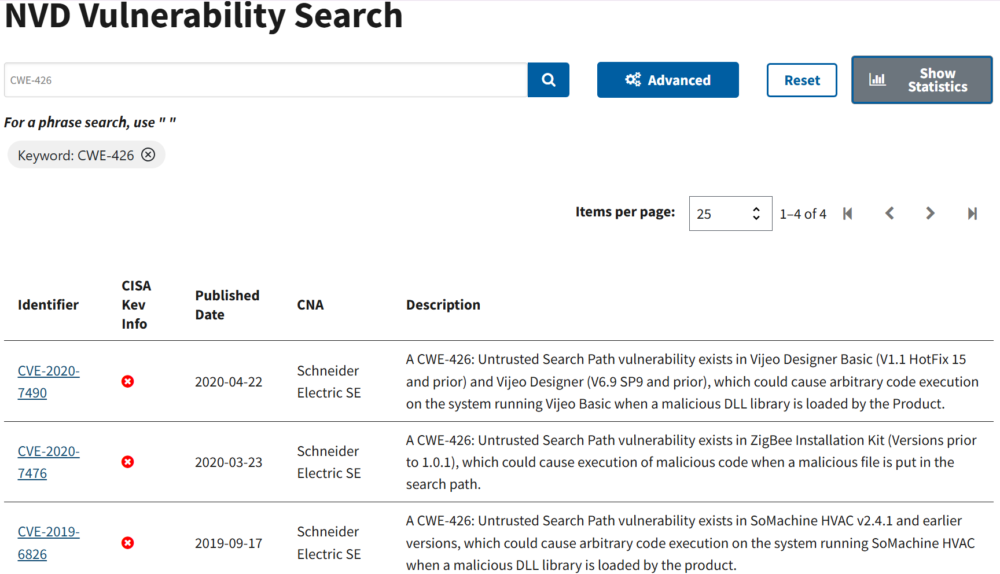 NVD Vulnerability Search
CWE-426
Advanced
Reset
Show
Statistics
For a phrase search, use " "
Keyword: CWE-426
Items per page:
25
1–4 of 4
Identifier
CISA
Kev
Info
Published
Date
CNA
Description
CVE-2020-
7490
2020-04-22
Schneider
Electric SE
A CWE-426: Untrusted Search Path vulnerability exists in Vijeo Designer Basic (V1.1 HotFix 15
and prior) and Vijeo Designer (V6.9 SP9 and prior), which could cause arbitrary code execution
on the system running Vijeo Basic when a malicious DLL library is loaded by the Product.
CVE-2020-
7476
2020-03-23
Schneider
Electric SE
A CWE-426: Untrusted Search Path vulnerability exists in ZigBee Installation Kit (Versions prior
to 1.0.1), which could cause execution of malicious code when a malicious file is put in the
search path.
CVE-2019-
6826
2019-09-17
Schneider
Electric SE
A CWE-426: Untrusted Search Path vulnerability exists in SoMachine HVAC v2.4.1 and earlier
versions, which could cause arbitrary code execution on the system running SoMachine HVAC
when a malicious DLL library is loaded by the product.